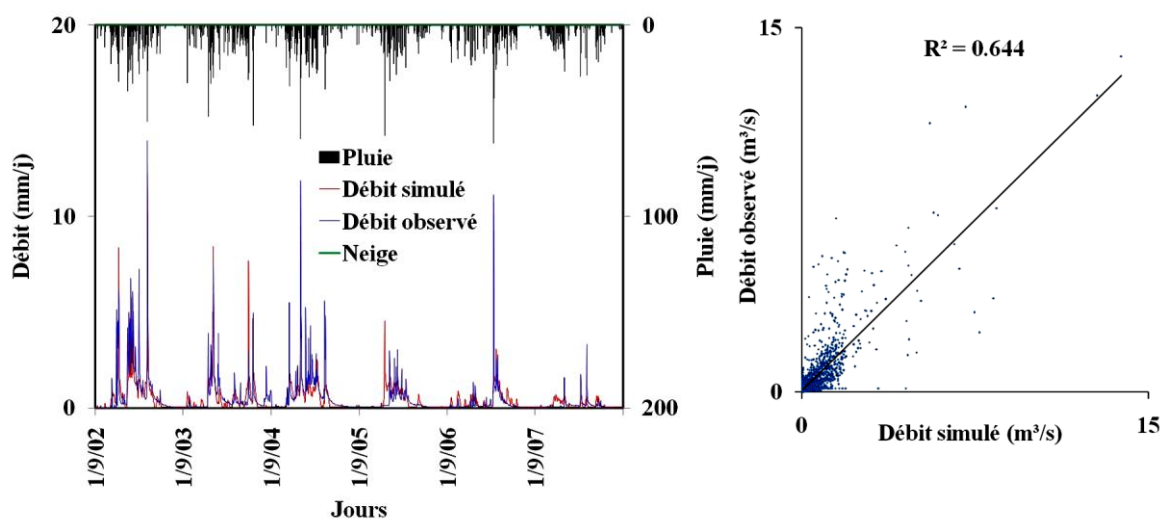 20
10
0
Débit (mm/j)
Pluie
Débit simulé
Débit observé
Neige
0
100
200
Pluie (mm/j)
1/9/02
1/9/03
1/9/04
1/9/05
1/9/06
1/9/07
Jours
15
0
Débit observé (m³/s)
R² = 0.644
0
15
Débit simulé (m³/s)